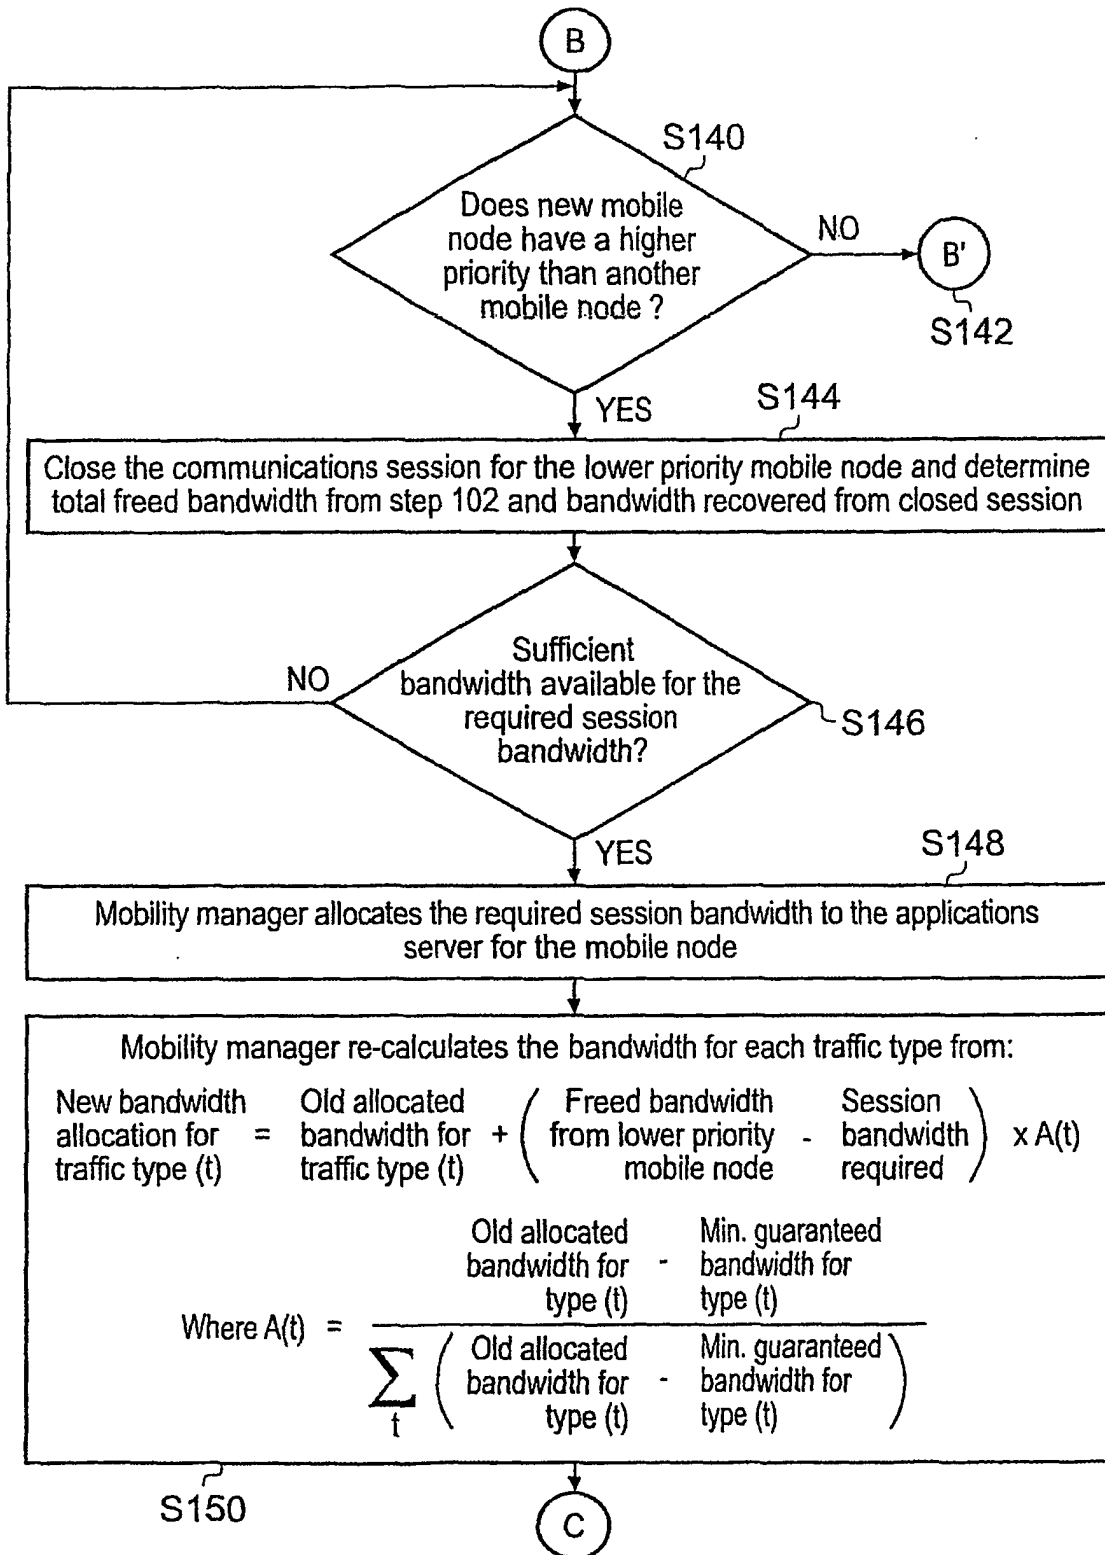 B
S140
Does new mobile
node have a higher
priority than another
mobile node ?
NO
B'
S142
YES
S144
Close the communications session for the lower priority mobile node and determine
total freed bandwidth from step 102 and bandwidth recovered from closed session
Sufficient
bandwidth available for the
required session
bandwidth?
NO
S146
YES
S148
Mobility manager allocates the required session bandwidth to the applications
server for the mobile node
Mobility manager re-calculates the bandwidth for each traffic type from:
New bandwidth Old allocated ( Freed bandwidth Session )
allocation for = bandwidth for + from lower priority - bandwidth x A(t)
traffic type (t) traffic type (t) mobile node required
Old allocated Min. guaranteed
bandwidth for - bandwidth for
type (t) type (t)
Where A(t) =
∑ ( Old allocated Min. guaranteed )
bandwidth for - bandwidth for
t type (t) type (t)
S150
C